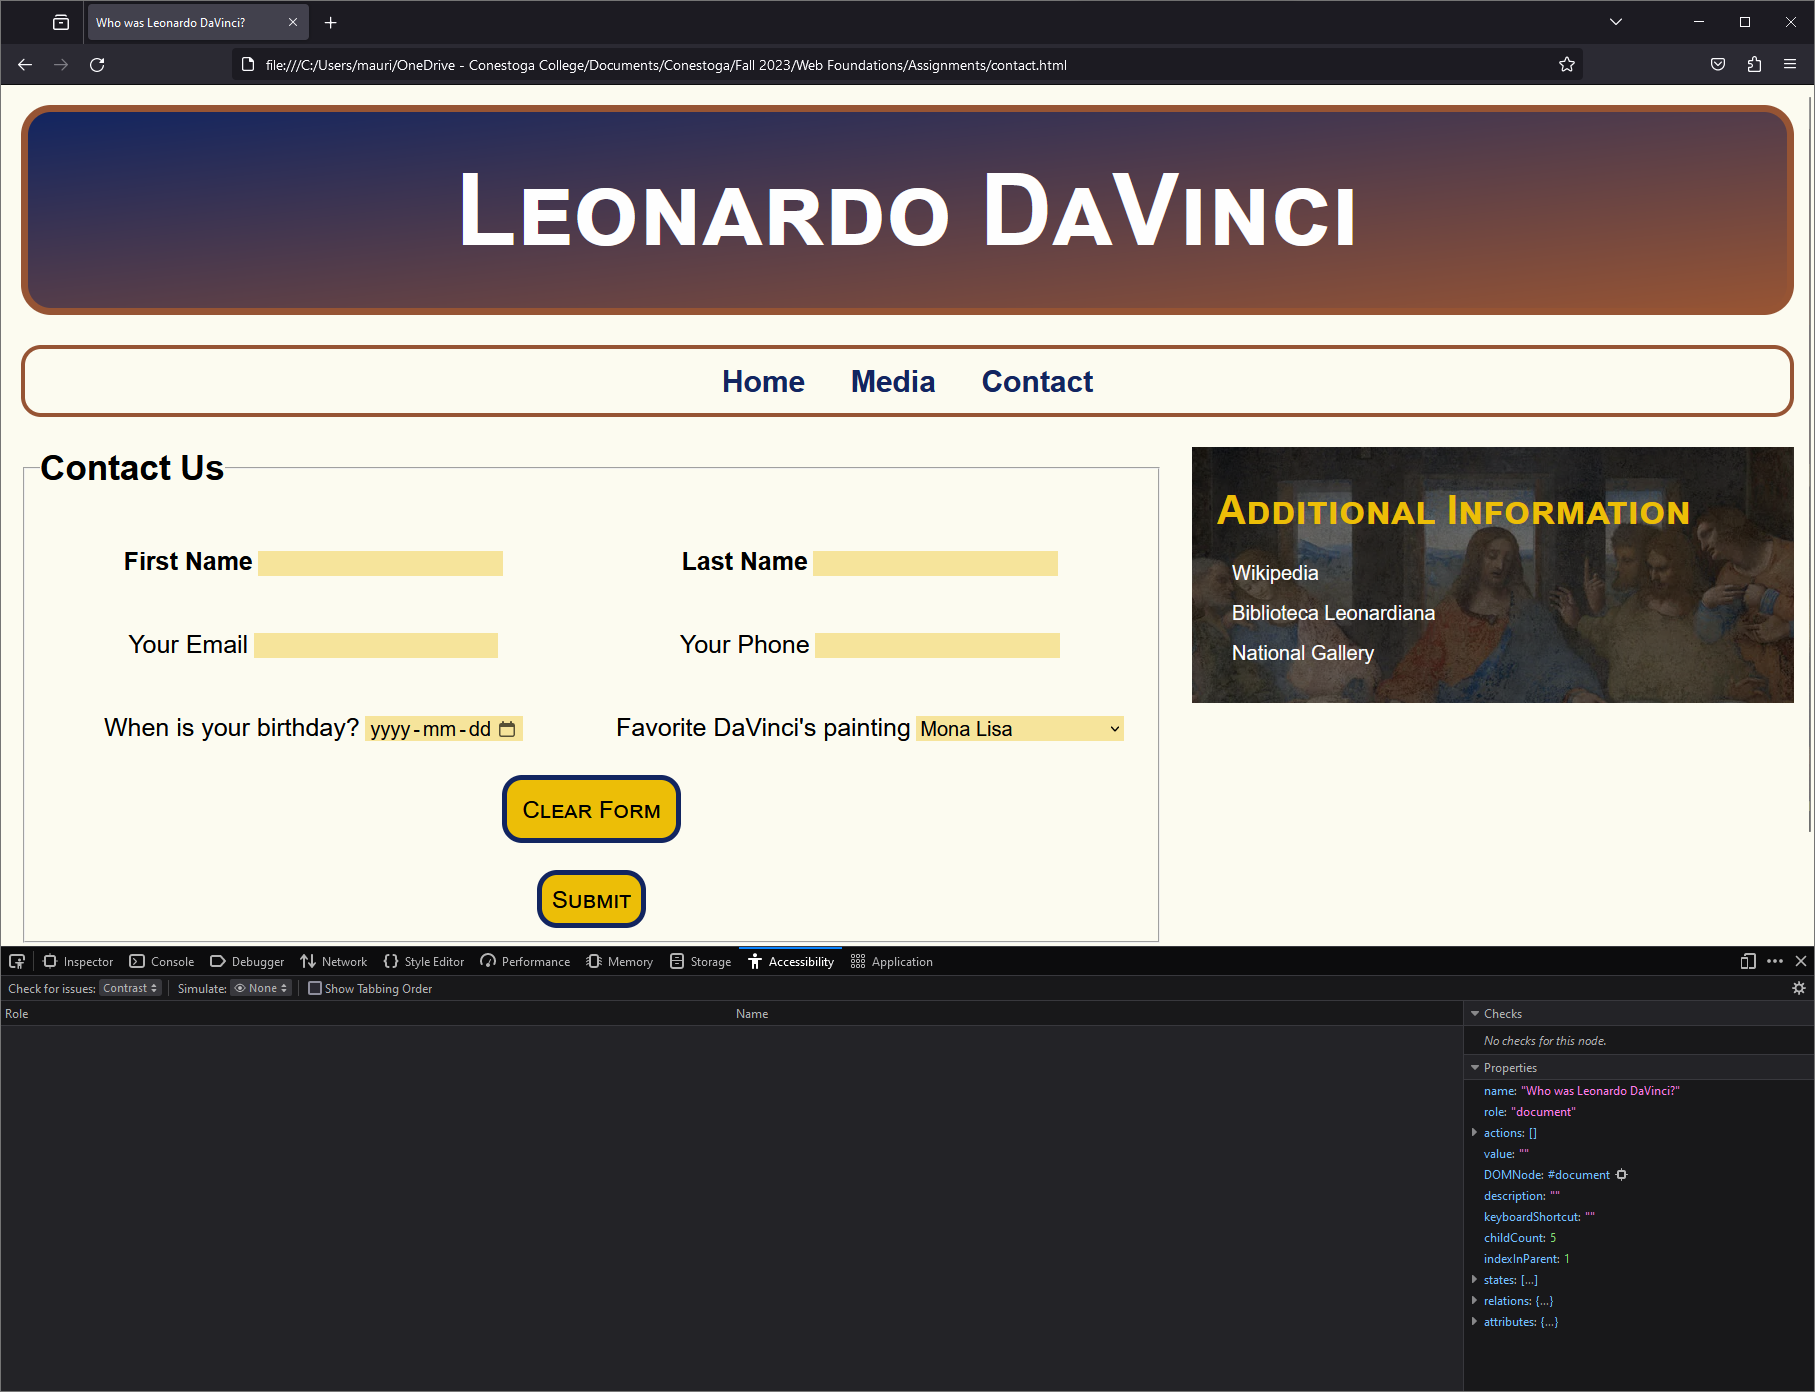 Who was Leonardo DaVinci?
file:///C:/Users/mauri/OneDrive - Conestoga College/Documents/Conestoga/Fall 2023/Web Foundations/Assignments/contact.html
Leonardo DaVinci
Home Media Contact
Contact Us
First Name
Last Name
Your Email
Your Phone
When is your birthday? yyyy-mm-dd
Favorite DaVinci's painting Mona Lisa
Clear Form
Submit
Additional Information
Wikipedia
Biblioteca Leonardiana
National Gallery
Inspector Console Debugger Network Style Editor Performance Memory Storage Accessibility Application
Check for issues: Contrast Simulate: None Show Tabbing Order
Role Name
Checks
No checks for this node.
Properties
name: "Who was Leonardo DaVinci?"
role: "document"
actions: []
value: ""
DOMNode: #document
description: ""
keyboardShortcut: ""
childCount: 5
indexInParent: 1
states: [...]
relations: {...}
attributes: {...}